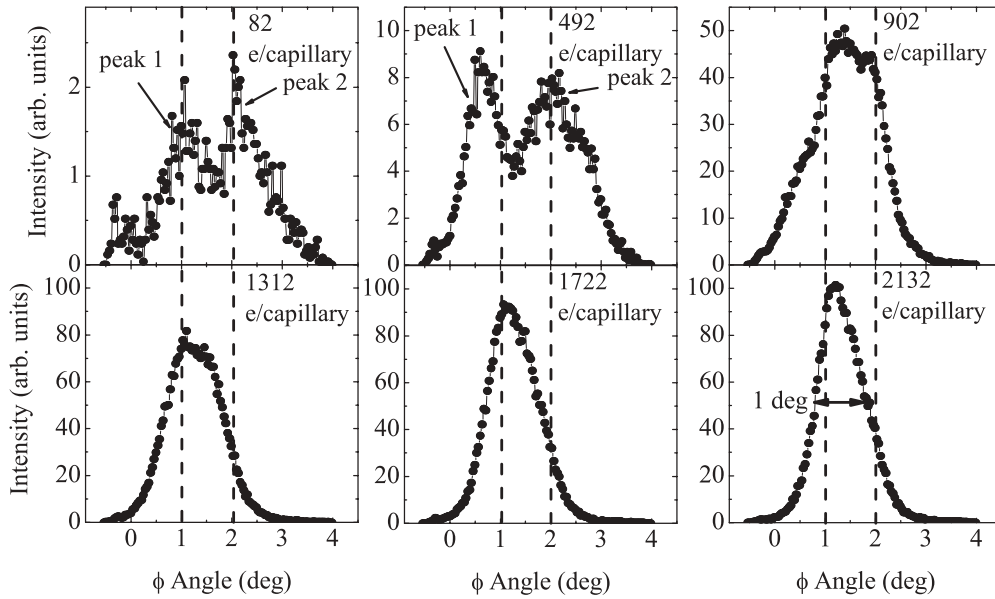 82
e/capillary
peak 1
peak 2
2
1
0
Intensity (arb. units)
492
e/capillary
peak 1
peak 2
10
8
6
4
2
0
902
e/capillary
50
40
30
20
10
0
1312
e/capillary
100
80
60
40
20
0
Intensity (arb. units)
0 1 2 3 4
ϕ Angle (deg)
1722
e/capillary
100
80
60
40
20
0
0 1 2 3 4
ϕ Angle (deg)
2132
e/capillary
1 deg
100
80
60
40
20
0
0 1 2 3 4
ϕ Angle (deg)